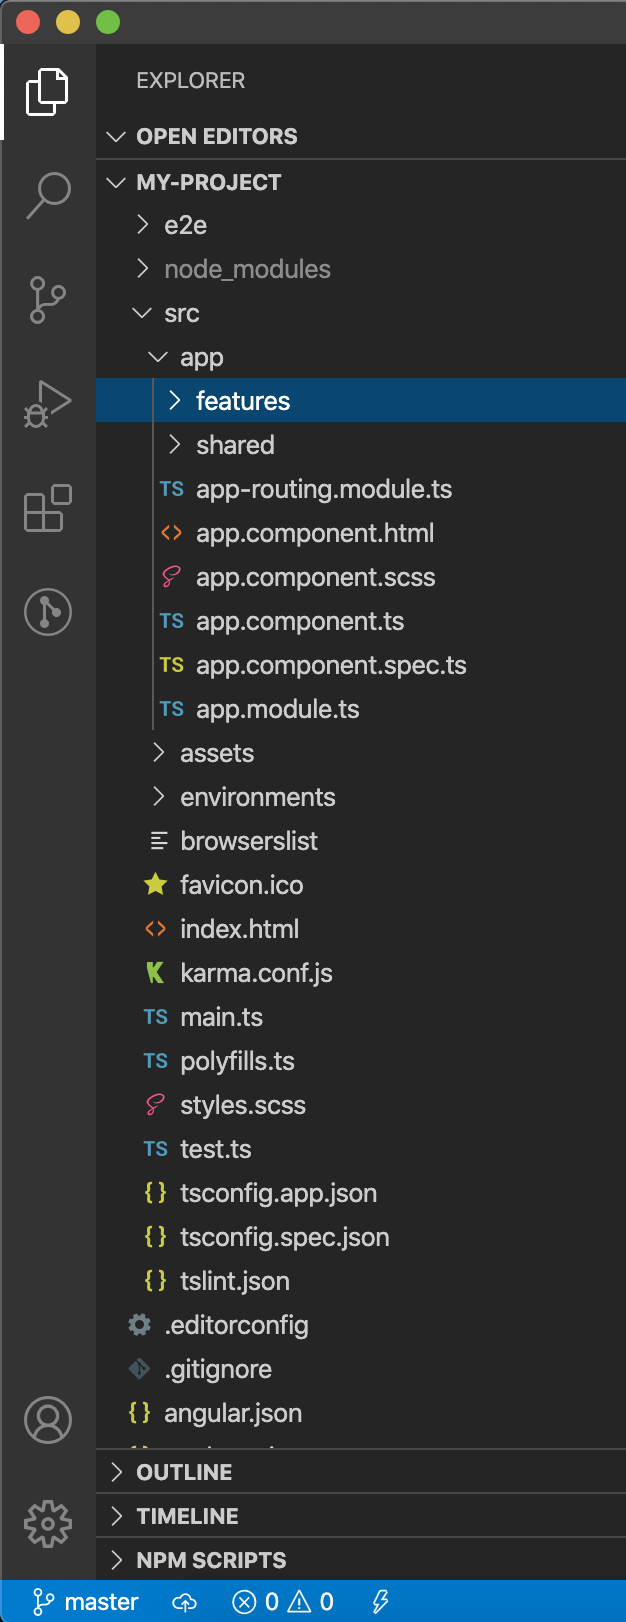 EXPLORER
OPEN EDITORS
MY-PROJECT
e2e
node_modules
src
app
features
shared
TS app-routing.module.ts
<> app.component.html
app.component.scss
TS app.component.ts
TS app.component.spec.ts
TS app.module.ts
assets
environments
browserslist
favicon.ico
<> index.html
karma.conf.js
TS main.ts
TS polyfills.ts
styles.scss
TS test.ts
{} tsconfig.app.json
{} tsconfig.spec.json
{} tslint.json
.editorconfig
.gitignore
{} angular.json
OUTLINE
TIMELINE
NPM SCRIPTS
master 0 0